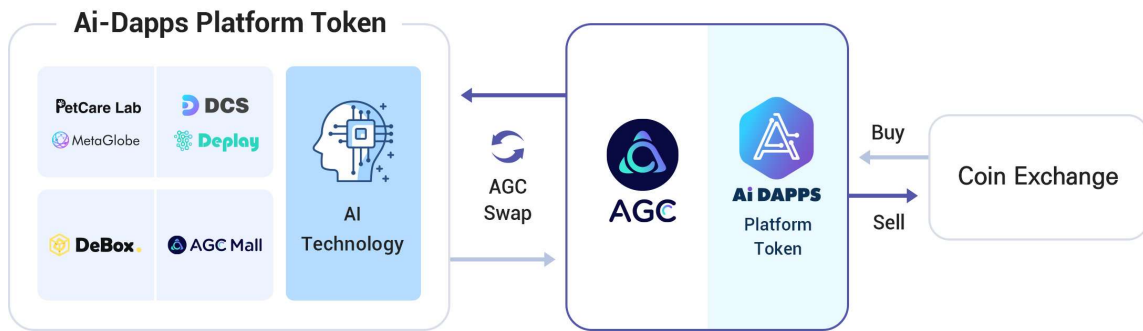 Ai-Dapps Platform Token
PetCare Lab
DCS
MetaGlobe
Deplay
DeBox.
AGC Mall
AI
Technology
AGC
Swap
AGC
Ai DAPPS
Platform
Token
Buy
Sell
Coin Exchange